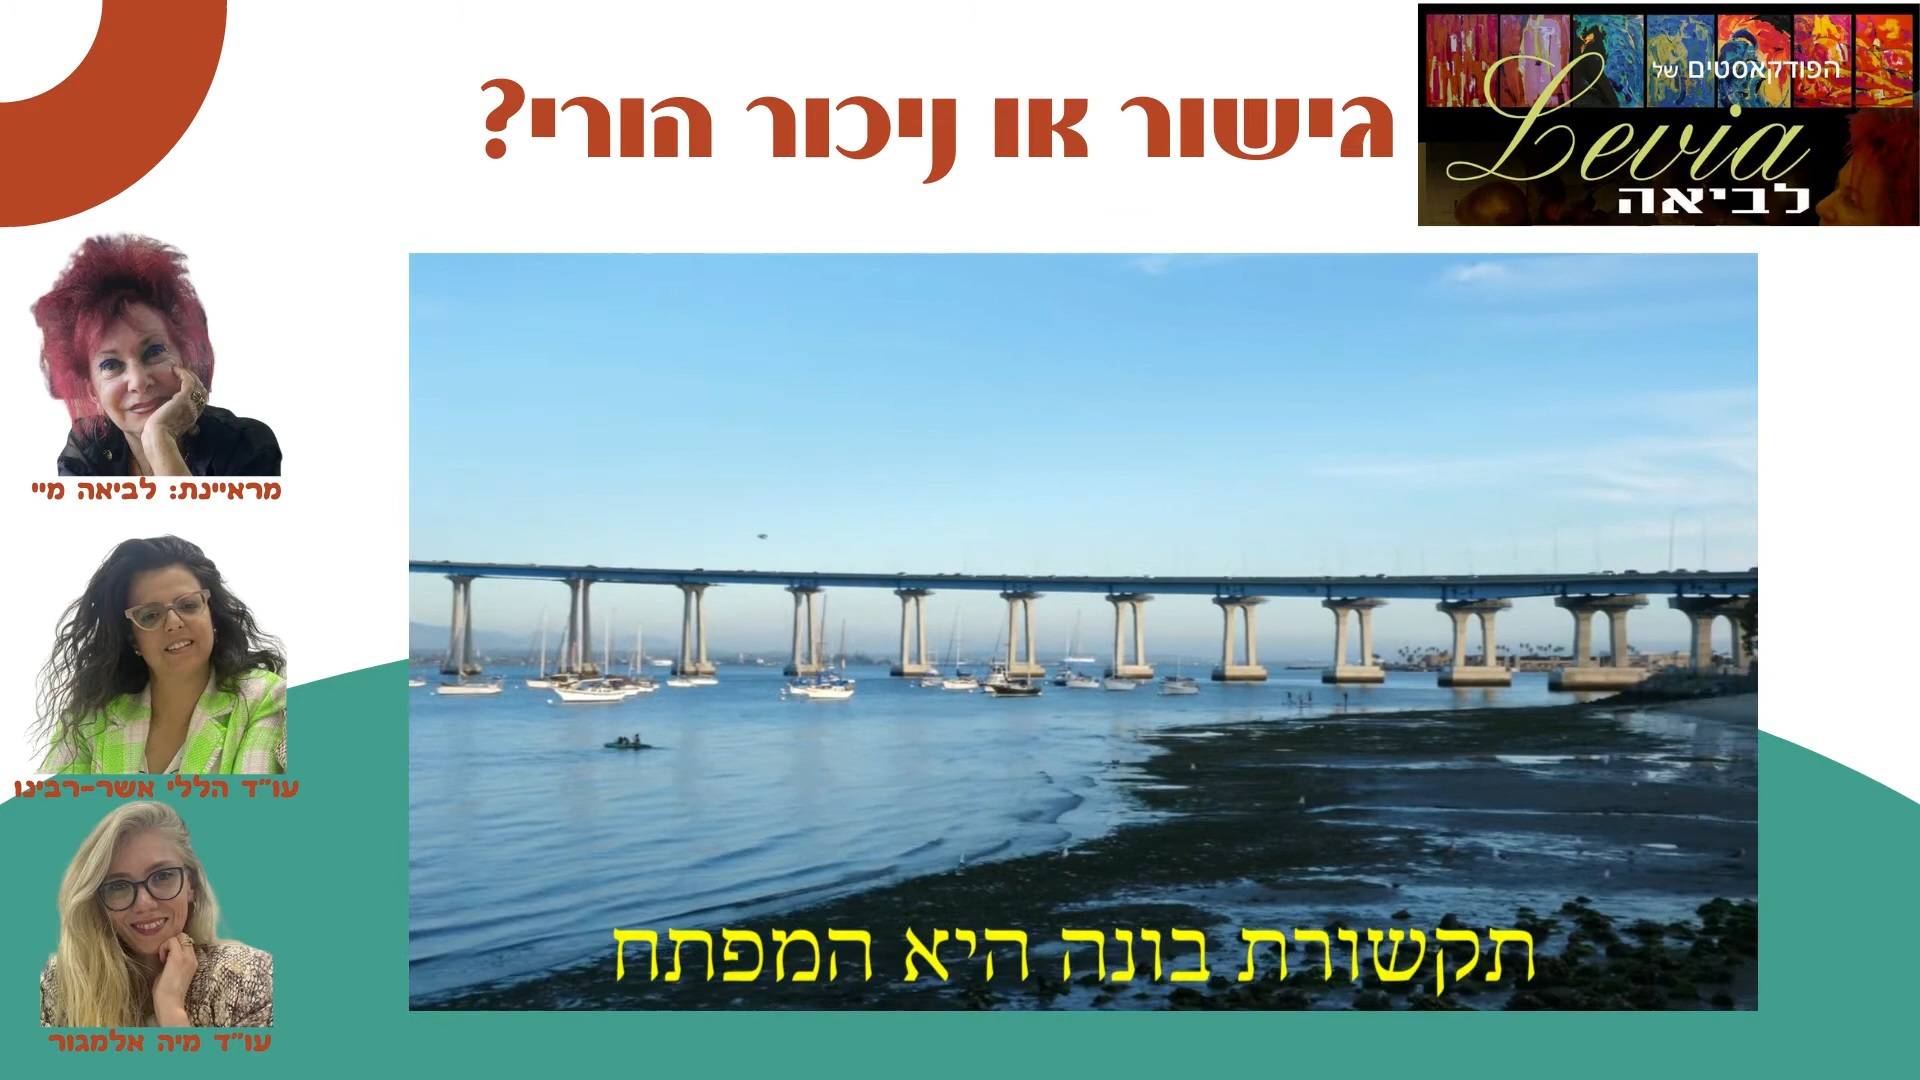 גישור או ניכור הורי?
הפודקאסטים של
Levia
לביאה
מראיינת: לביאה מיי
עו"ד הללי אשר-רבינו
עו"ד מיה אלמגור
תקשורת בונה היא המפתח